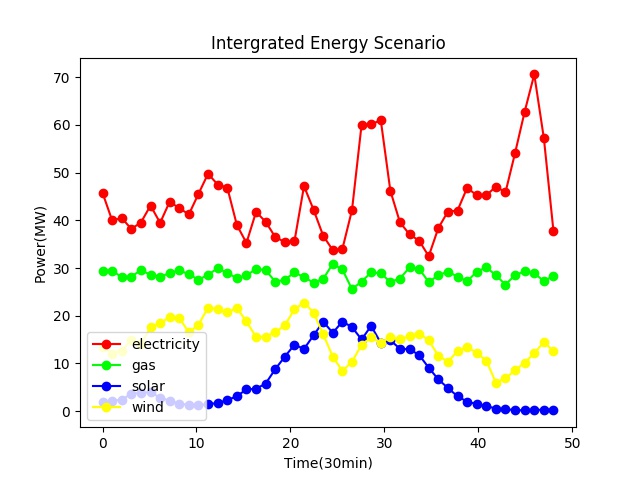 Intergrated Energy Scenario
Power(MW)
70
60
50
40
30
20
10
0
electricity
gas
solar
wind
0 10 20 30 40 50
Time(30min)